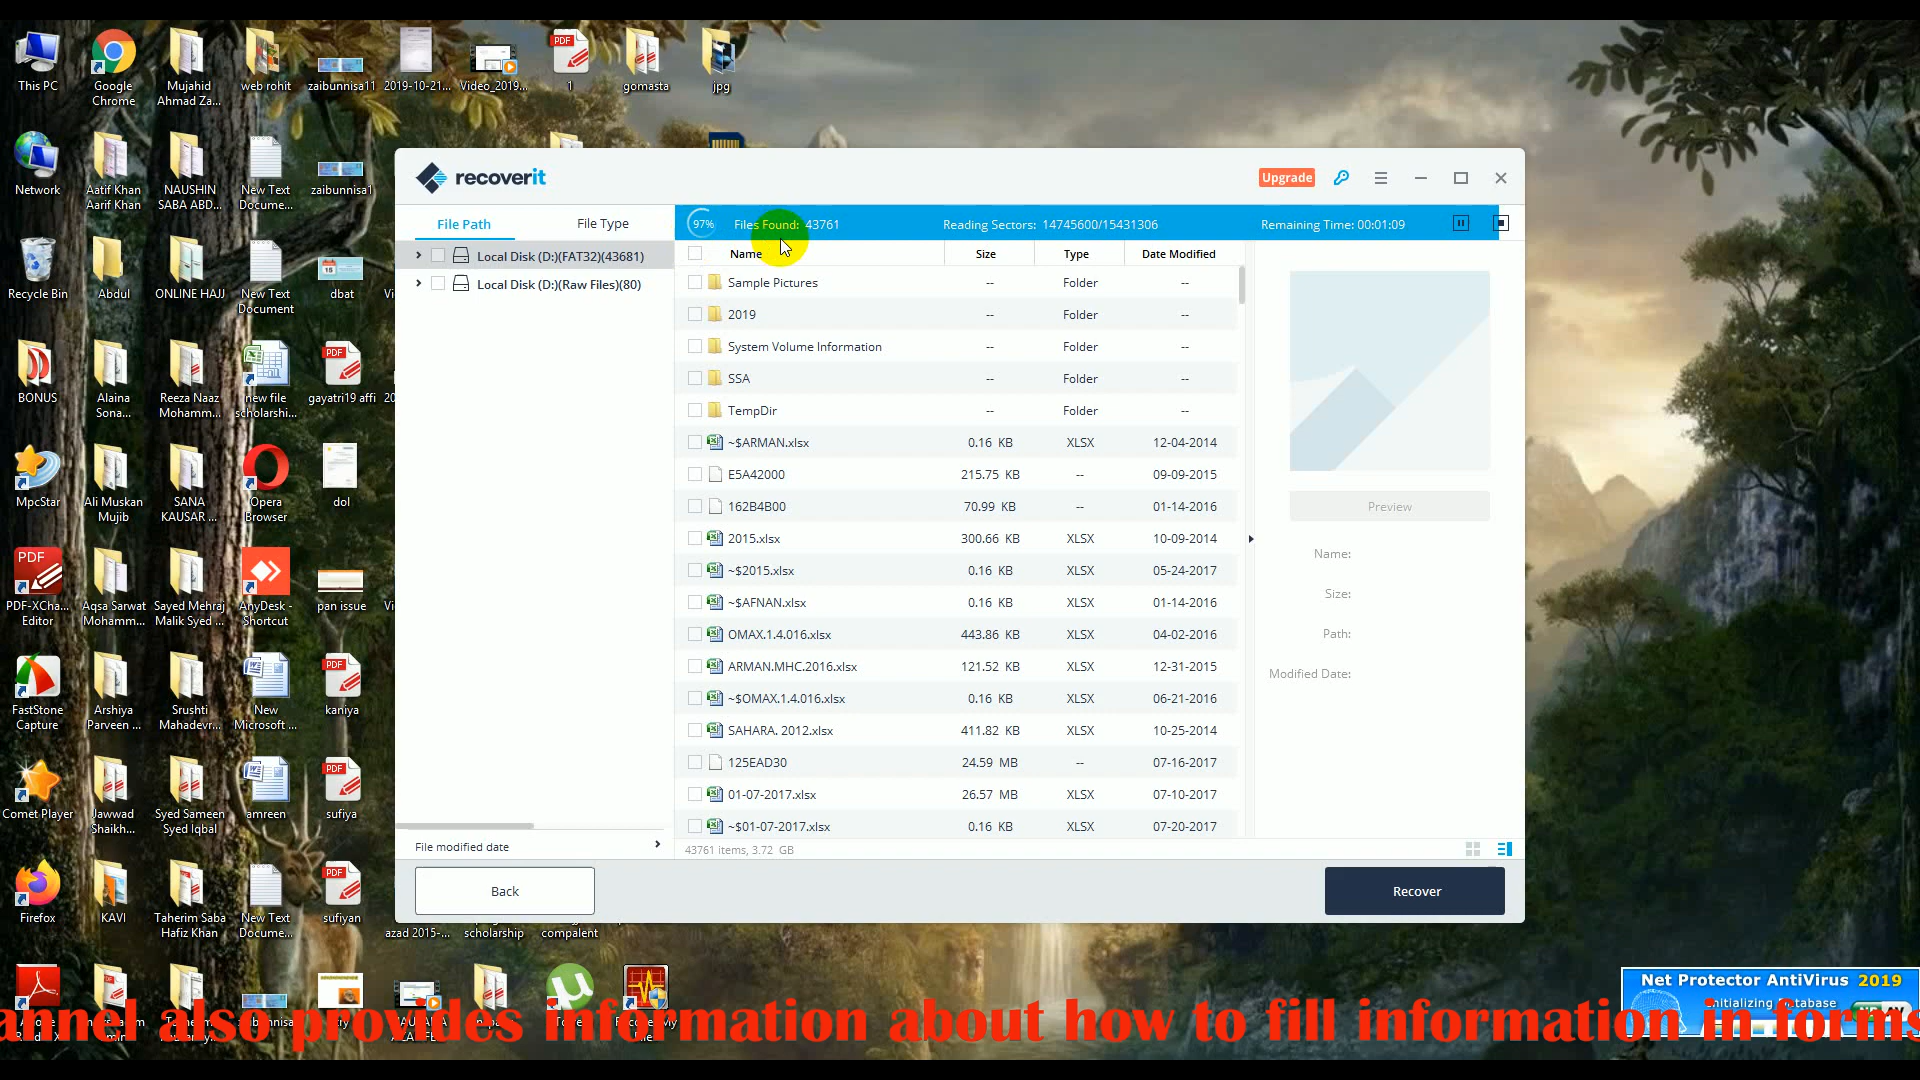 This PC
Google Chrome
Mujahid Ahmad Za...
web rohit
zaibunnisa11
2019-10-21...
Video_2019...
1
gomasta
jpg
Network
Aatif Khan Aarif Khan
NAUSHIN SABA ABD...
New Text Docume...
zaibunnisa1
Recycle Bin
Abdul
ONLINE HAJJ
New Text Document
dbat
BONUS
Alaina Sona...
Reeza Naaz Mohamm...
new file scholarshi...
gayatri19 affi
MpcStar
Ali Muskan Mujib
SANA KAUSAR ...
Opera Browser
dol
PDF-XCha... Editor
Aqsa Sarwat Mohamm...
Sayed Mehraj Malik Syed ...
AnyDesk - Shortcut
pan issue
FastStone Capture
Arshiya Parveen ...
Srushti Mahadevr...
New Microsoft ...
kaniya
Comet Player
Jawwad Shaikh...
Syed Sameen Syed Iqbal
amreen
sufiya
Firefox
KAVI
Taherim Saba Hafiz Khan
New Text Docume...
sufiyan
azad 2015-...
scholarship
compalent
recoverit
Upgrade
File Path
File Type
97%
Files Found: 43761
Reading Sectors: 14745600/15431306
Remaining Time: 00:01:09
Local Disk (D:)(FAT32)(43681)
Local Disk (D:)(Raw Files)(80)
Name Size Type Date Modified
Sample Pictures -- Folder --
2019 -- Folder --
System Volume Information -- Folder --
SSA -- Folder --
TempDir -- Folder --
~$ARMAN.xlsx 0.16 KB XLSX 12-04-2014
E5A42000 215.75 KB -- 09-09-2015
162B4B00 70.99 KB -- 01-14-2016
2015.xlsx 300.66 KB XLSX 10-09-2014
~$2015.xlsx 0.16 KB XLSX 05-24-2017
~$AFNAN.xlsx 0.16 KB XLSX 01-14-2016
OMAX.1.4.016.xlsx 443.86 KB XLSX 04-02-2016
ARMAN.MHC.2016.xlsx 121.52 KB XLSX 12-31-2015
~$OMAX.1.4.016.xlsx 0.16 KB XLSX 06-21-2016
SAHARA. 2012.xlsx 411.82 KB XLSX 10-25-2014
125EAD30 24.59 MB -- 07-16-2017
01-07-2017.xlsx 26.57 MB XLSX 07-10-2017
~$01-07-2017.xlsx 0.16 KB XLSX 07-20-2017
43761 items, 3.72 GB
File modified date
Preview
Name:
Size:
Path:
Modified Date:
Back
Recover
Net Protector AntiVirus 2019
Initializing Database
annel also provides information about how to fill information in forms